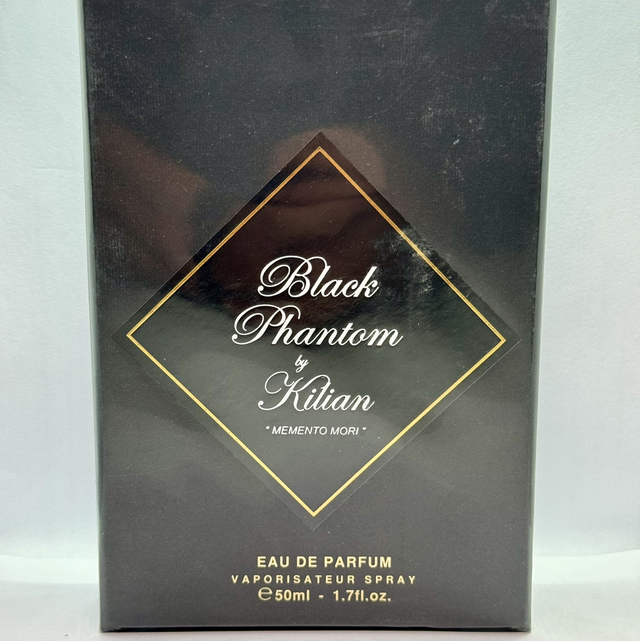 Black
Phantom
by
Kilian
" MEMENTO MORI "
EAU DE PARFUM
VAPORISATEUR SPRAY
℮50ml - 1.7fl.oz.